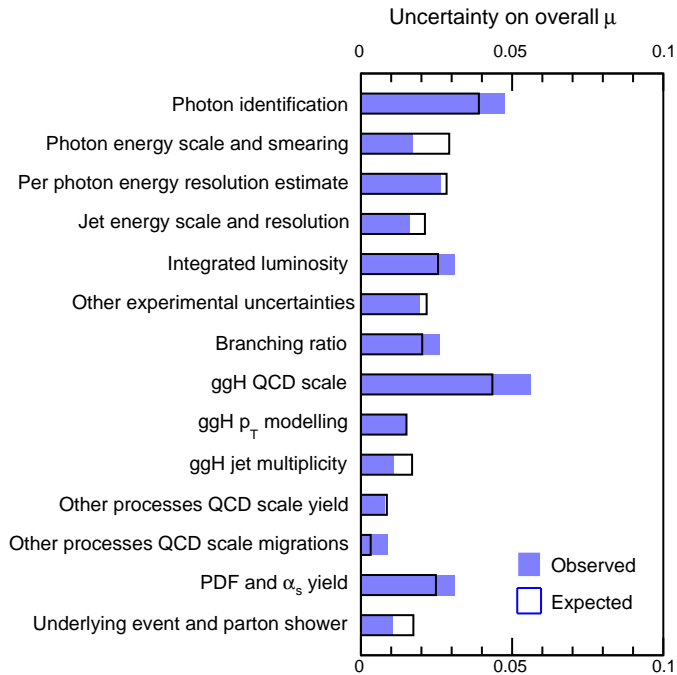 Uncertainty on overall μ
0 0.05 0.1
Photon identification
Photon energy scale and smearing
Per photon energy resolution estimate
Jet energy scale and resolution
Integrated luminosity
Other experimental uncertainties
Branching ratio
ggH QCD scale
ggH p_T modelling
ggH jet multiplicity
Other processes QCD scale yield
Other processes QCD scale migrations
PDF and α_s yield
Underlying event and parton shower
Observed
Expected
0 0.05 0.1